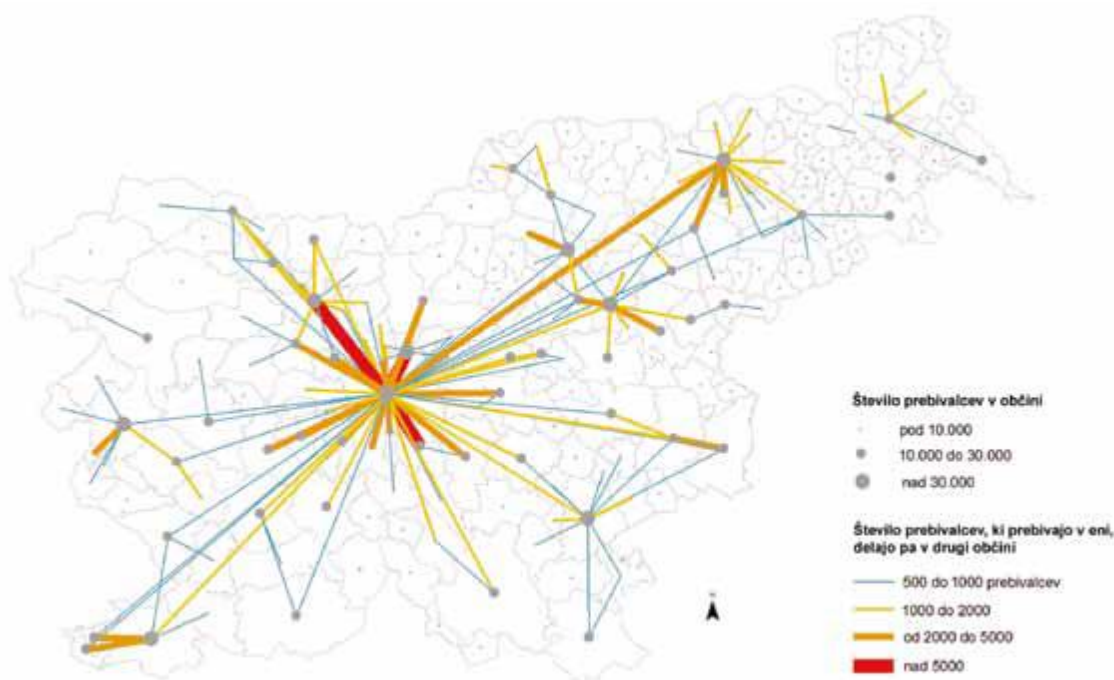 Število prebivalcev v občini
pod 10.000
10.000 do 30.000
nad 30.000
Število prebivalcev, ki prebivajo v eni,
delajo pa v drugi občini
500 do 1000 prebivalcev
1000 do 2000
od 2000 do 5000
nad 5000